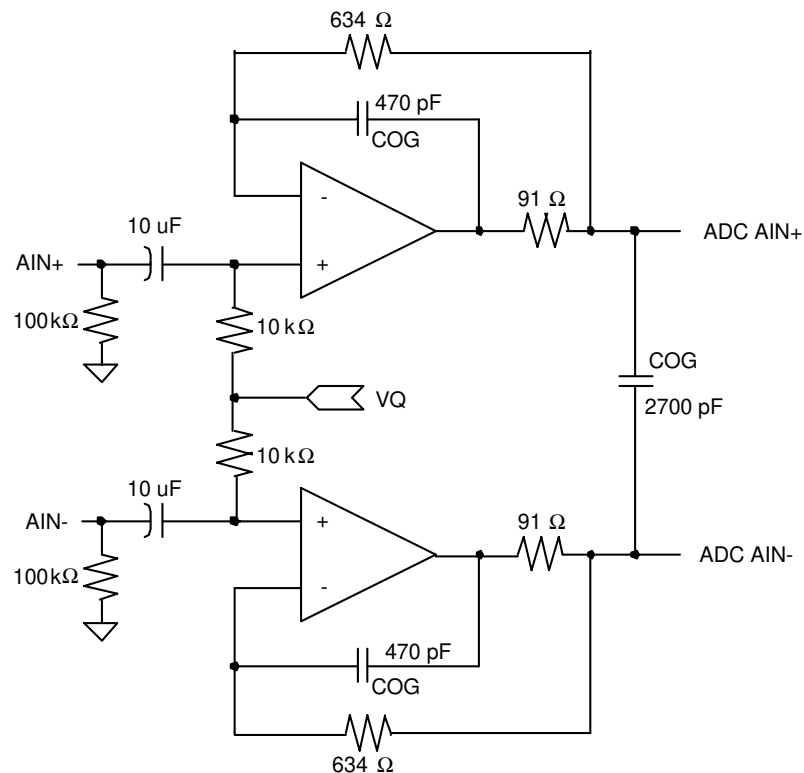 634 Ω
470 pF
COG
-
91 Ω
10 uF
ADC AIN+
AIN+
+
100kΩ
10 kΩ
COG
VQ
2700 pF
10 kΩ
10 uF
91 Ω
AIN-
+
ADC AIN-
100kΩ
-
470 pF
COG
634 Ω